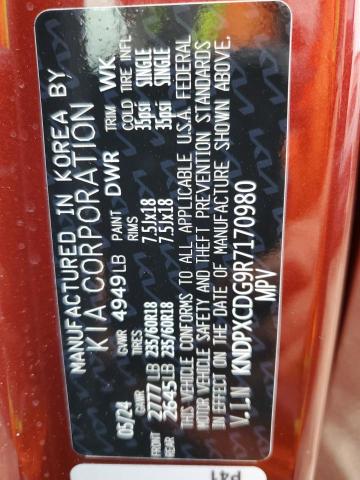 MANUFACTURED IN KOREA BY
KIA CORPORATION
05/24 GVWR 4949LB PAINT DWR TRIM WK
TIRES RIMS COLD TIRE INFL
FRONT 2777LB 235/60R18 7.5Jx18 35psi SINGLE
REAR 2645LB 235/60R18 7.5Jx18 35psi SINGLE
THIS VEHICLE CONFORMS TO ALL APPLICABLE U.S.A. FEDERAL
MOTOR VEHICLE SAFETY AND THEFT PREVENTION STANDARDS
IN EFFECT ON THE DATE OF MANUFACTURE SHOWN ABOVE.
V.I.N KNDPXCDG9R7170980
MPV
P41